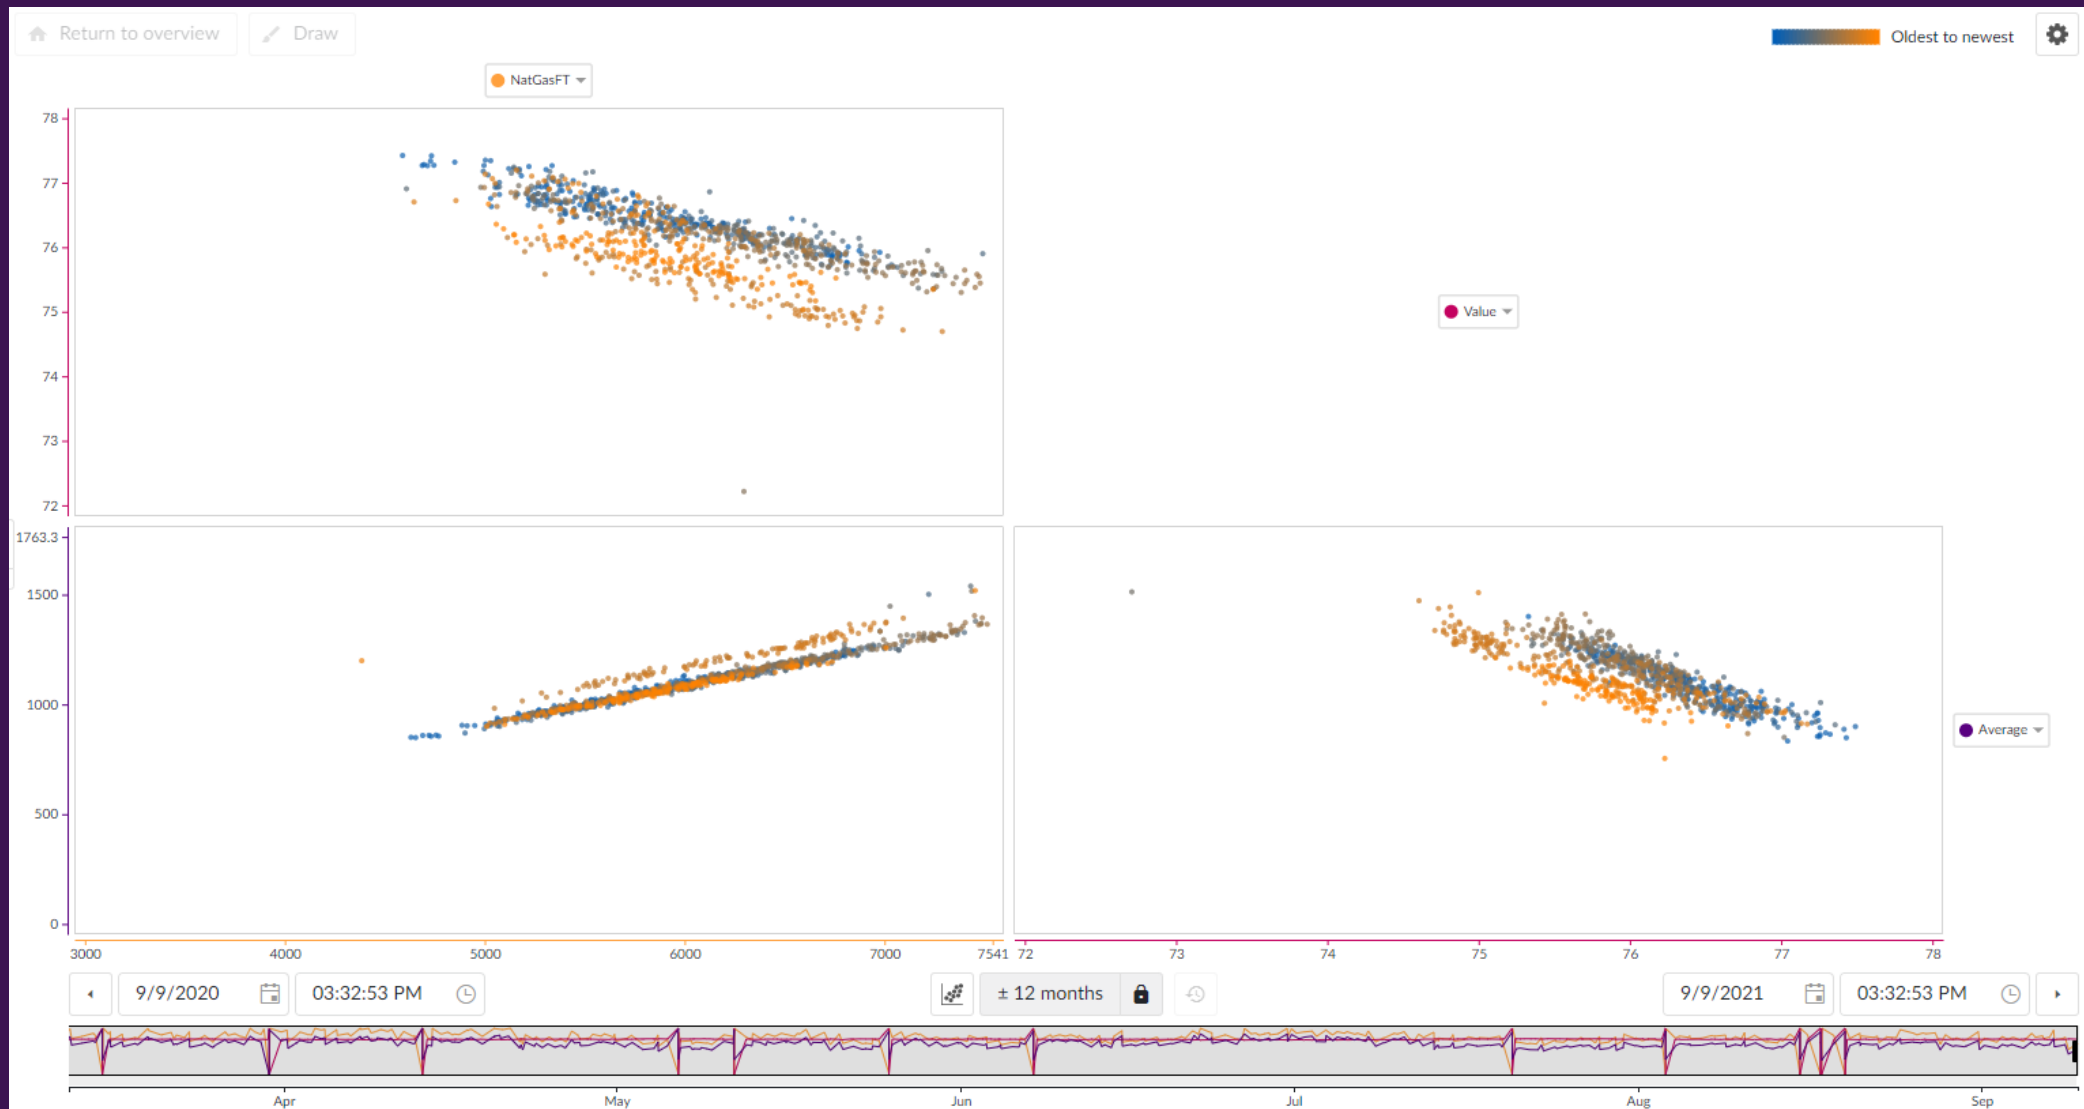 Return to overview
Draw
Oldest to newest
NatGasFT
78
77
76
75
74
73
72
Value
1763.3
1500
1000
500
0
Average
3000 4000 5000 6000 7000 7541 72 73 74 75 76 77 78
9/9/2020 03:32:53 PM ± 12 months 9/9/2021 03:32:53 PM
Apr May Jun Jul Aug Sep